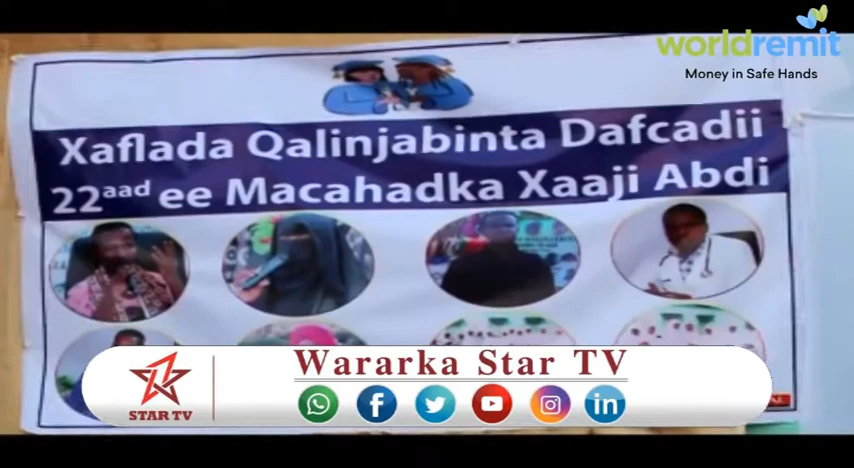 worldremit
Money in Safe Hands
Xaflada Qalinjabinta Dafcadii
22aad ee Macahadka Xaaji Abdi
Wararka Star TV
STAR TV